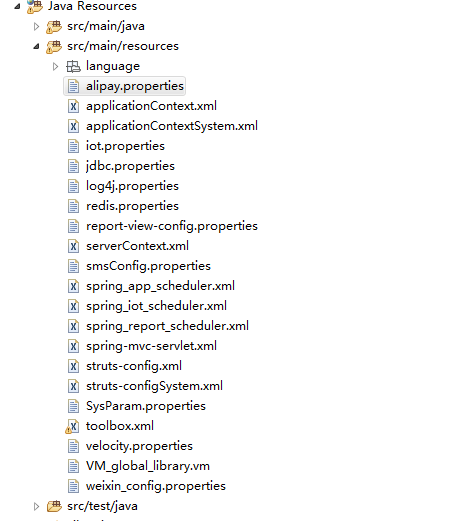 Java Resources
src/main/java
src/main/resources
language
alipay.properties
applicationContext.xml
applicationContextSystem.xml
iot.properties
jdbc.properties
log4j.properties
redis.properties
report-view-config.properties
serverContext.xml
smsConfig.properties
spring_app_scheduler.xml
spring_iot_scheduler.xml
spring_report_scheduler.xml
spring-mvc-servlet.xml
struts-config.xml
struts-configSystem.xml
SysParam.properties
toolbox.xml
velocity.properties
VM_global_library.vm
weixin_config.properties
src/test/java